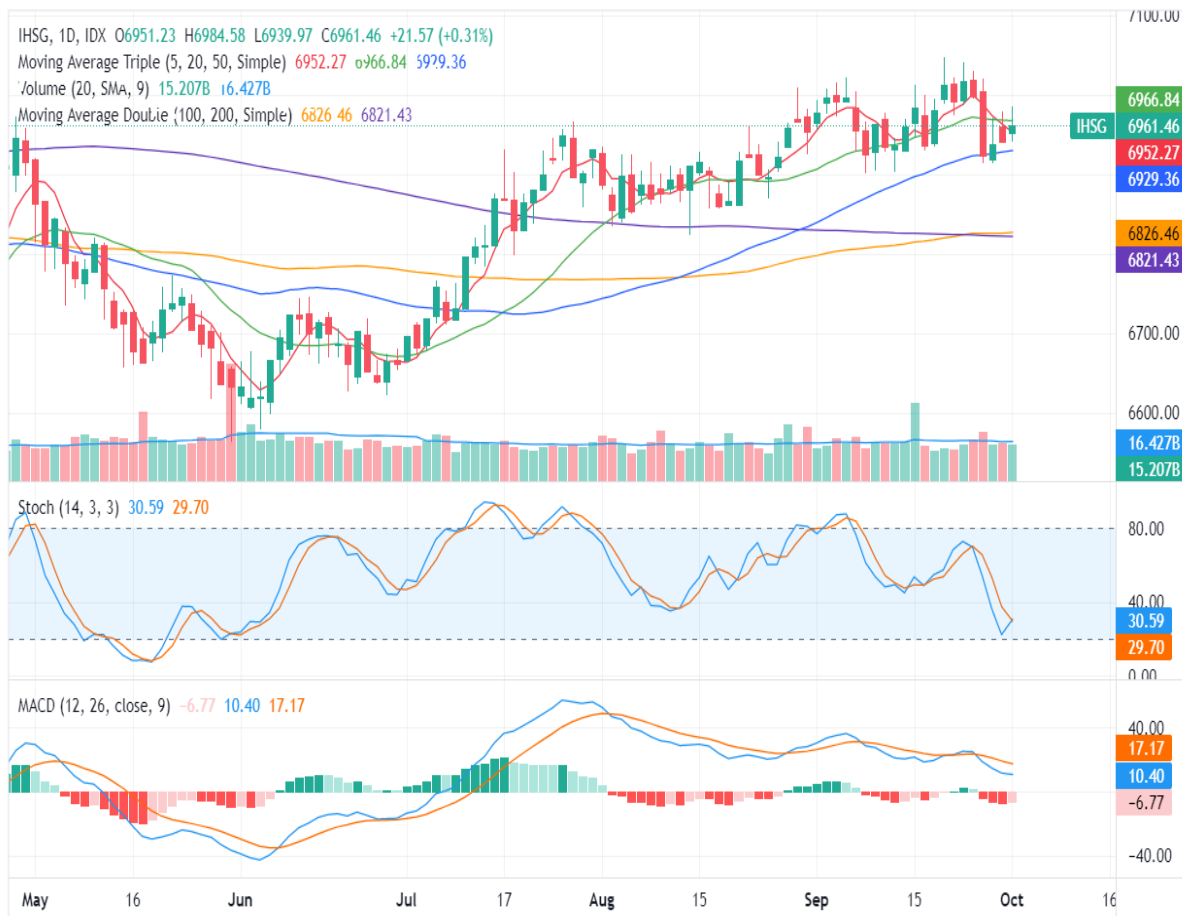 7100.00
IHSG, 1D, IDX O6951.23 H6984.58 L6939.97 C6961.46 +21.57 (+0.31%)
Moving Average Triple (5, 20, 50, Simple) 6952.27 6966.84 6929.36
Volume (20, SMA, 9) 15.207B 16.427B
Moving Average Double (100, 200, Simple) 6826.46 6821.43
6966.84
IHSG 6961.46
6952.27
6929.36
6826.46
6821.43
6700.00
6600.00
16.427B
15.207B
Stoch (14, 3, 3) 30.59 29.70
80.00
40.00
30.59
29.70
0.00
MACD (12, 26, close, 9) −6.77 10.40 17.17
40.00
17.17
10.40
−6.77
−40.00
May 16 Jun Jul 17 Aug 15 Sep 15 Oct 16